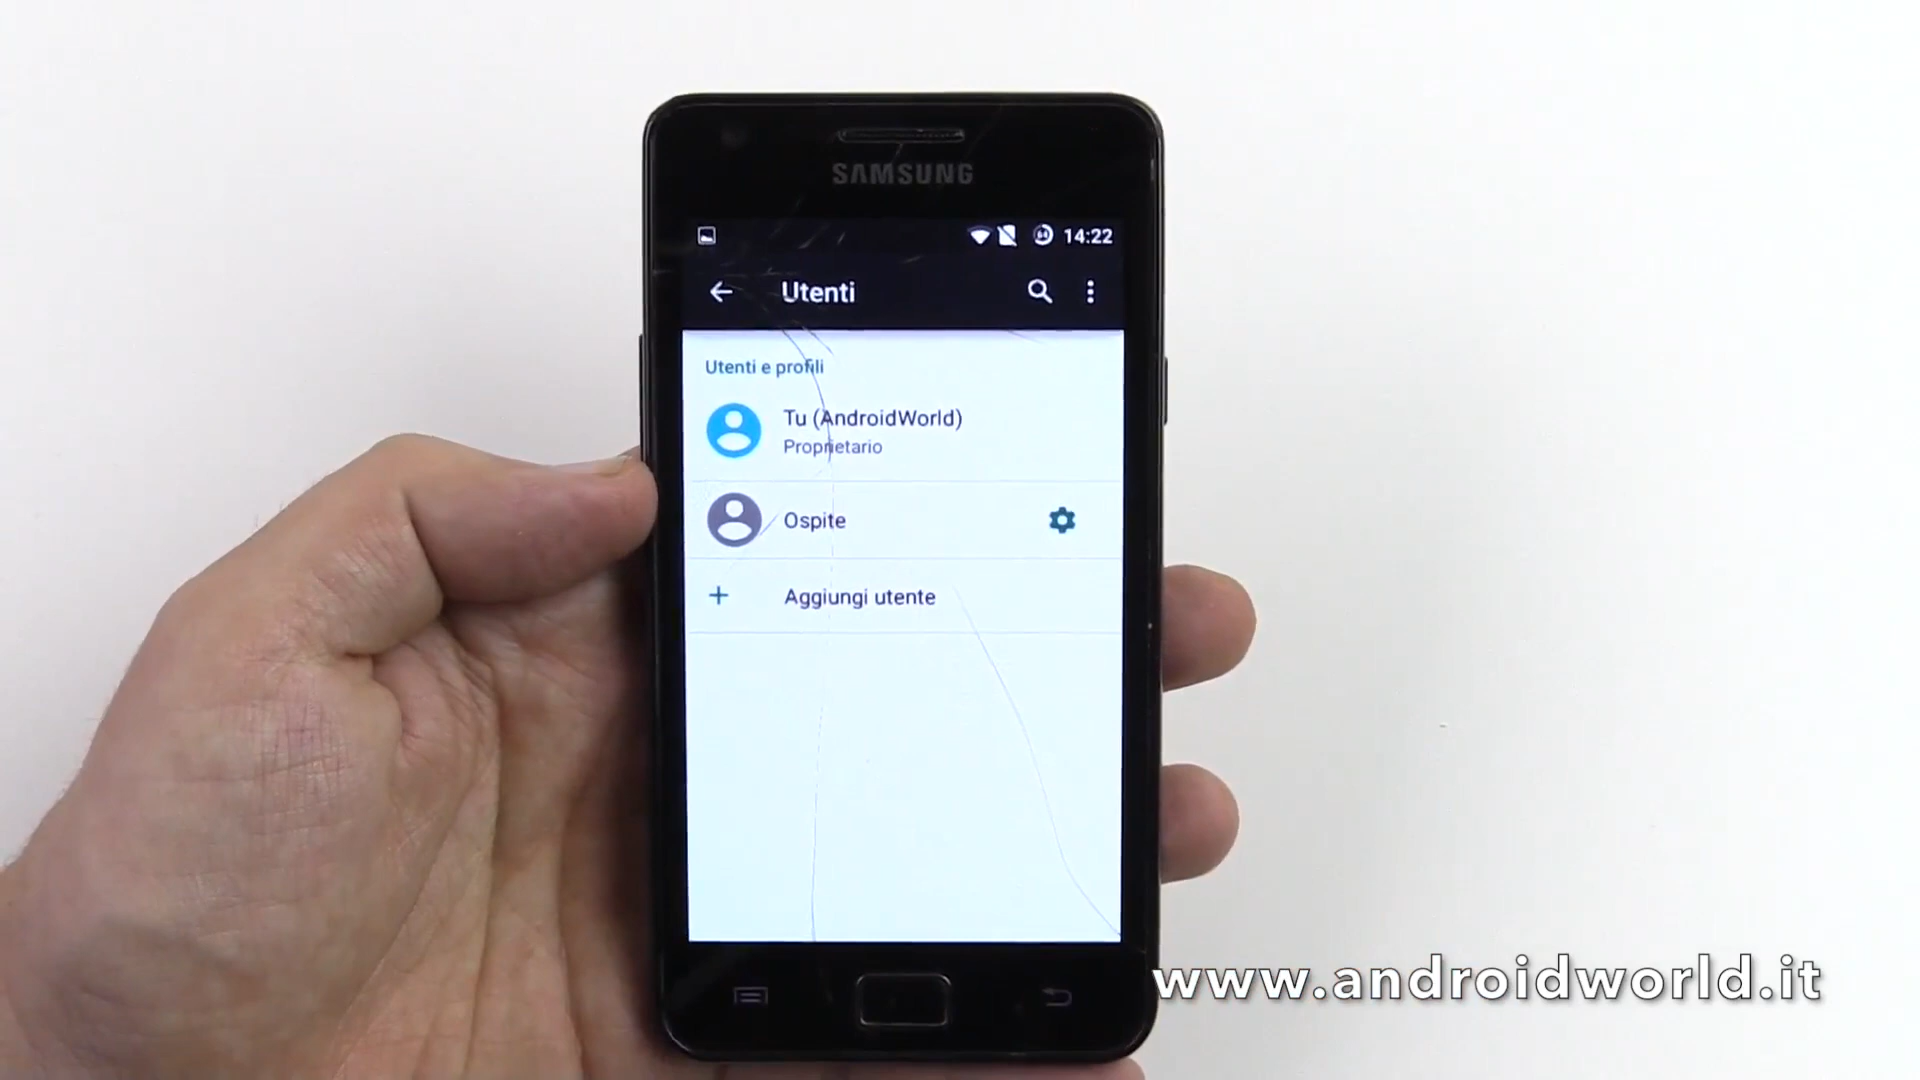 SAMSUNG
14:22
Utenti
Utenti e profili
Tu (AndroidWorld)
Proprietario
Ospite
Aggiungi utente
www.androidworld.it